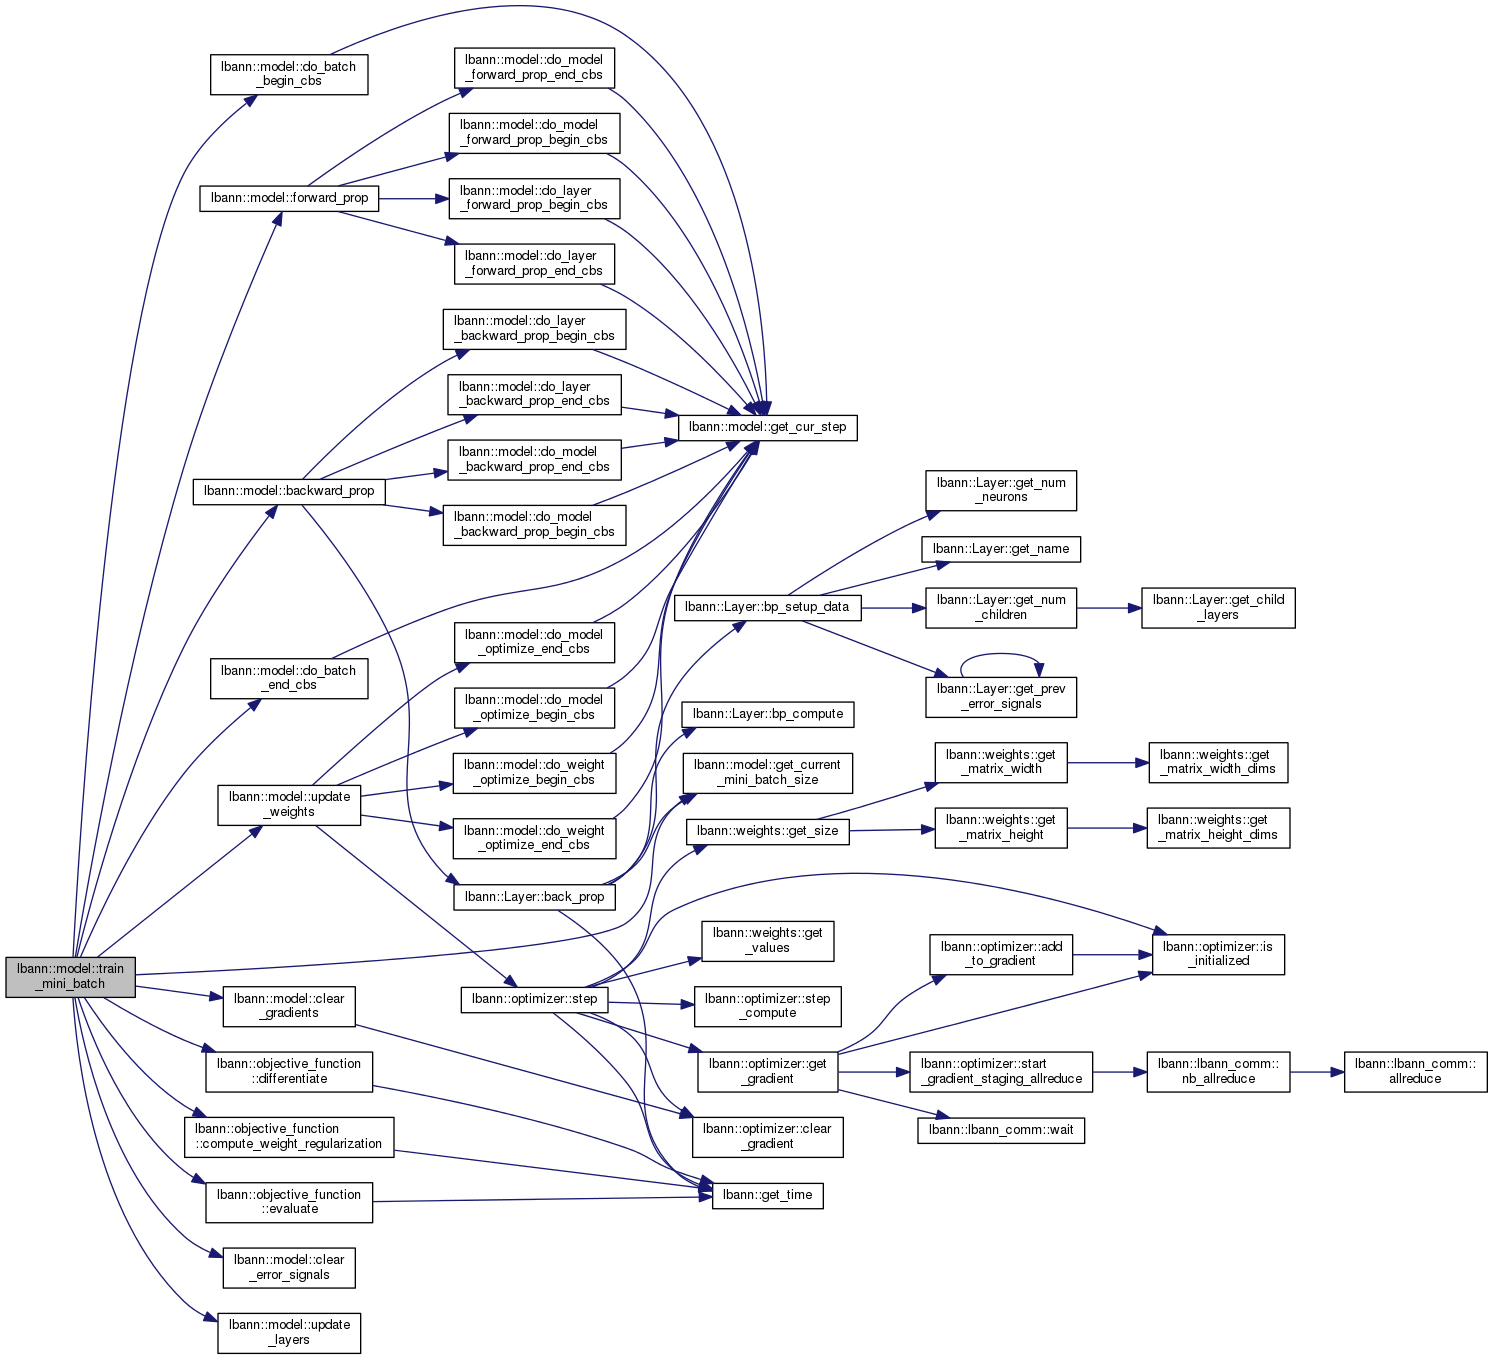 lbann::model::train
_mini_batch
lbann::model::do_batch
_begin_cbs
lbann::model::forward_prop
lbann::model::backward_prop
lbann::model::do_batch
_end_cbs
lbann::model::update
_weights
lbann::model::clear
_gradients
lbann::objective_function
::differentiate
lbann::objective_function
::compute_weight_regularization
lbann::objective_function
::evaluate
lbann::model::clear
_error_signals
lbann::model::update
_layers
lbann::model::do_model
_forward_prop_end_cbs
lbann::model::do_model
_forward_prop_begin_cbs
lbann::model::do_layer
_forward_prop_begin_cbs
lbann::model::do_layer
_forward_prop_end_cbs
lbann::model::do_layer
_backward_prop_begin_cbs
lbann::model::do_layer
_backward_prop_end_cbs
lbann::model::do_model
_backward_prop_end_cbs
lbann::model::do_model
_backward_prop_begin_cbs
lbann::model::do_model
_optimize_end_cbs
lbann::model::do_model
_optimize_begin_cbs
lbann::model::do_weight
_optimize_begin_cbs
lbann::model::do_weight
_optimize_end_cbs
lbann::Layer::back_prop
lbann::optimizer::step
lbann::model::get_cur_step
lbann::Layer::bp_setup_data
lbann::Layer::bp_compute
lbann::model::get_current
_mini_batch_size
lbann::weights::get_size
lbann::weights::get
_values
lbann::optimizer::step
_compute
lbann::optimizer::get
_gradient
lbann::optimizer::clear
_gradient
lbann::get_time
lbann::Layer::get_num
_neurons
lbann::Layer::get_name
lbann::Layer::get_num
_children
lbann::Layer::get_prev
_error_signals
lbann::weights::get
_matrix_width
lbann::weights::get
_matrix_height
lbann::optimizer::add
_to_gradient
lbann::optimizer::start
_gradient_staging_allreduce
lbann::lbann_comm::wait
lbann::Layer::get_child
_layers
lbann::weights::get
_matrix_width_dims
lbann::weights::get
_matrix_height_dims
lbann::optimizer::is
_initialized
lbann::lbann_comm::
nb_allreduce
lbann::lbann_comm::
allreduce